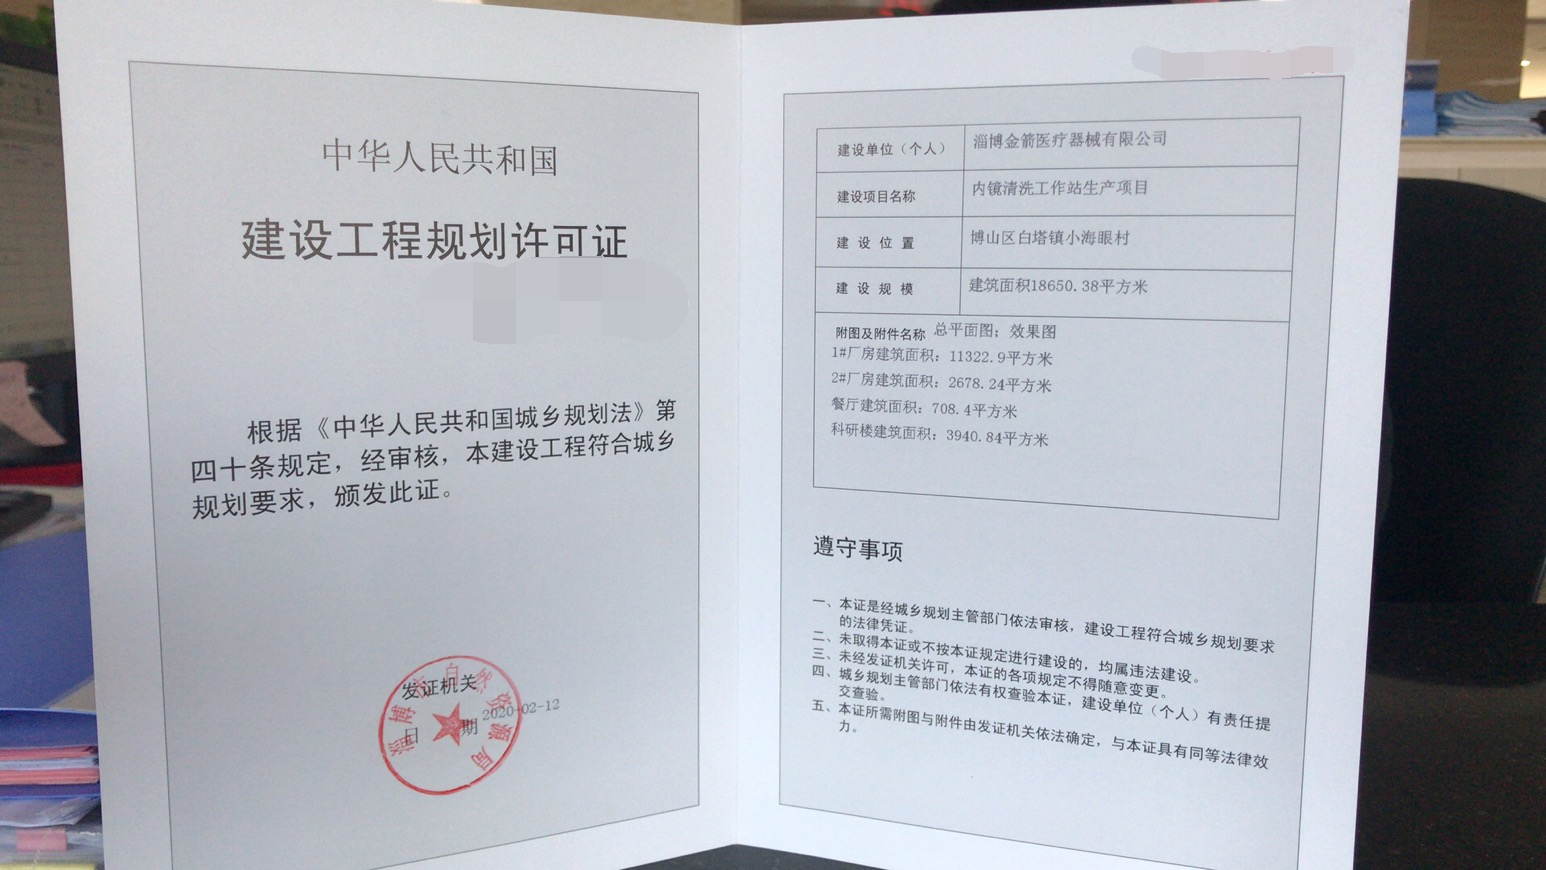 中华人民共和国
建设工程规划许可证
根据《中华人民共和国城乡规划法》第
四十条规定，经审核，本建设工程符合城乡
规划要求，颁发此证。
淄博市自然资源局
发证机关
日 期 2020-02-12
建设单位（个人） 淄博金箭医疗器械有限公司
建设项目名称 内镜清洗工作站生产项目
建设位置 博山区白塔镇小海眼村
建设规模 建筑面积18650.38平方米
附图及附件名称 总平面图；效果图
1#厂房建筑面积：11322.9平方米
2#厂房建筑面积：2678.24平方米
餐厅建筑面积：708.4平方米
科研楼建筑面积：3940.84平方米
遵守事项
一、本证是经城乡规划主管部门依法审核，建设工程符合城乡规划要求
的法律凭证。
二、未取得本证或不按本证规定进行建设的，均属违法建设。
三、未经发证机关许可，本证的各项规定不得随意变更。
四、城乡规划主管部门依法有权查验本证，建设单位（个人）有责任提
交查验。
五、本证所需附图与附件由发证机关依法确定，与本证具有同等法律效
力。